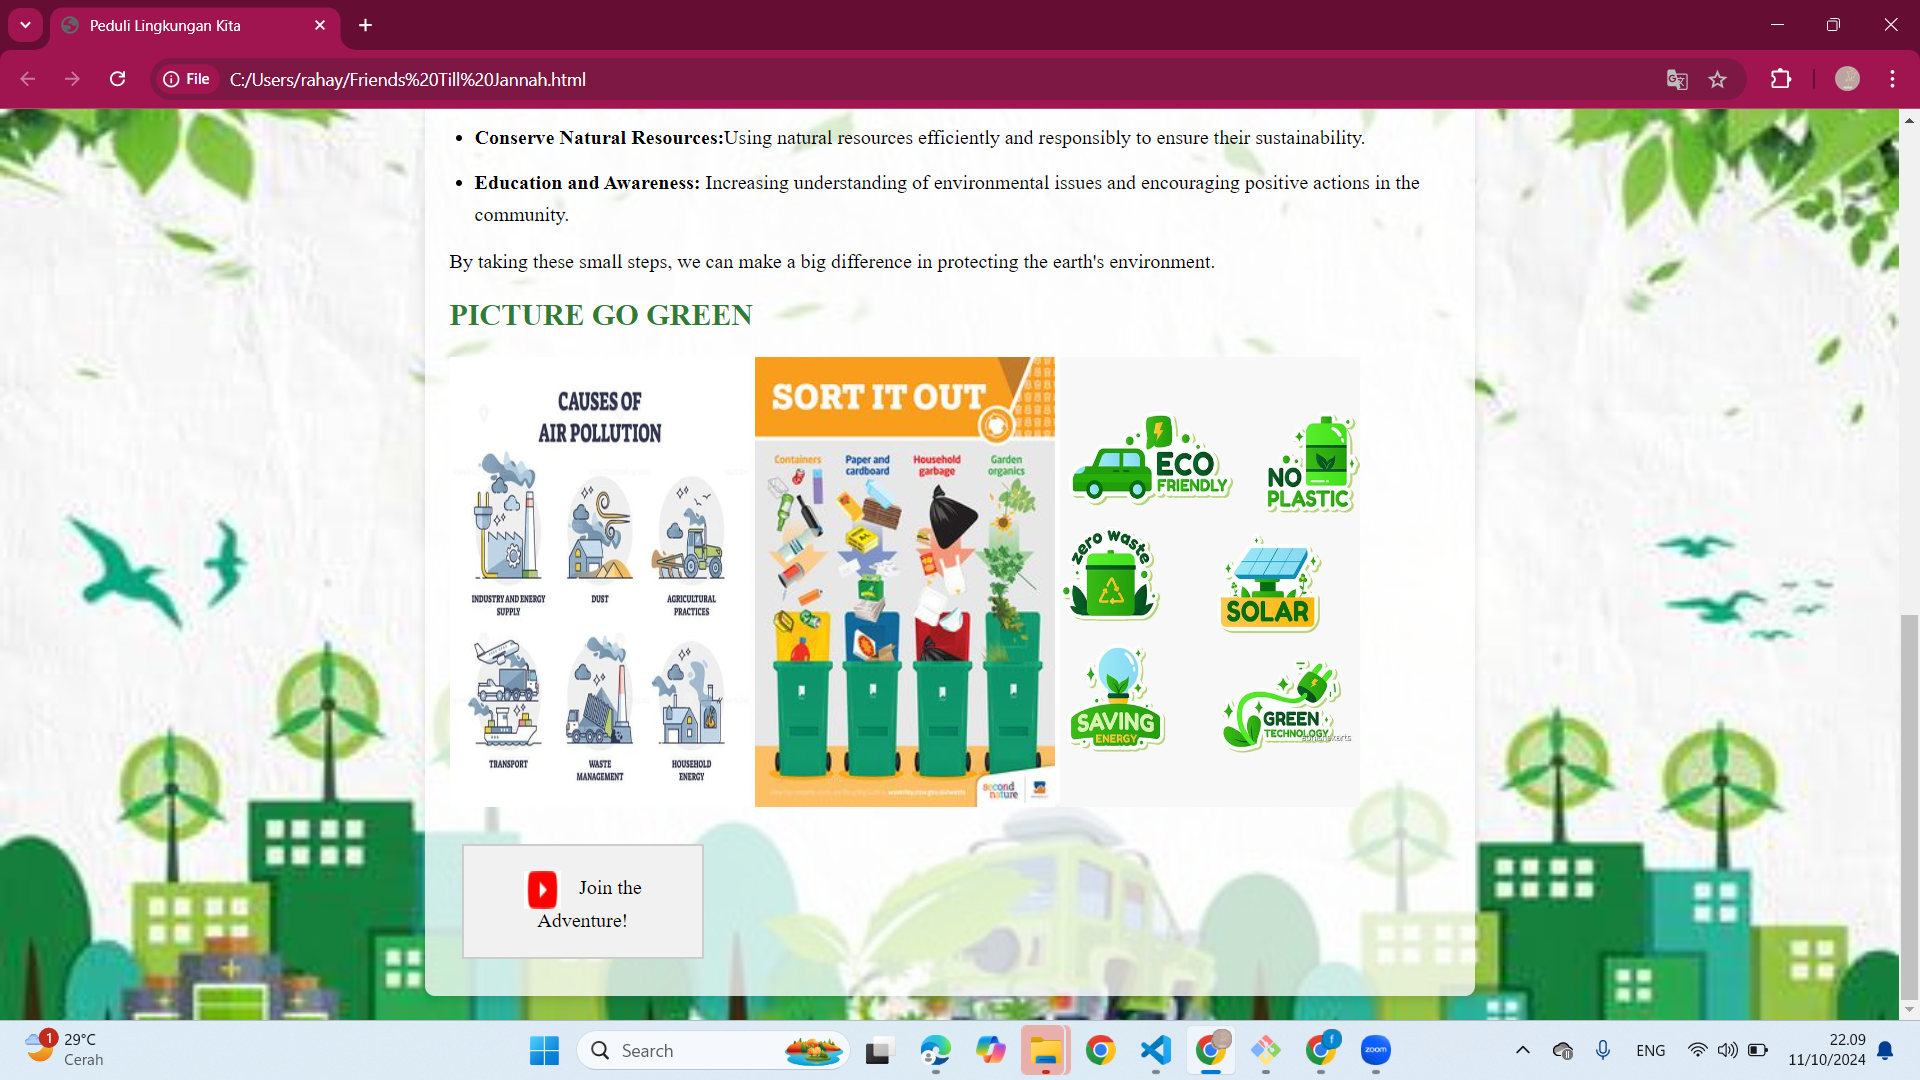 Peduli Lingkungan Kita
File C:/Users/rahay/Friends%20Till%20Jannah.html
• Conserve Natural Resources:Using natural resources efficiently and responsibly to ensure their sustainability.
• Education and Awareness: Increasing understanding of environmental issues and encouraging positive actions in the
community.
By taking these small steps, we can make a big difference in protecting the earth's environment.
PICTURE GO GREEN
CAUSES OF
AIR POLLUTION
INDUSTRY AND ENERGY
SUPPLY
DUST
AGRICULTURAL
PRACTICES
TRANSPORT
WASTE
MANAGEMENT
HOUSEHOLD
ENERGY
SORT IT OUT
Containers
Paper and
cardboard
Household
garbage
Garden
organics
second
nature
ECO
FRIENDLY
NO
PLASTIC
zero waste
SOLAR
SAVING
ENERGY
GREEN
TECHNOLOGY
Join the
Adventure!
1
29°C
Cerah
Search
zoom
ENG
22.09
11/10/2024